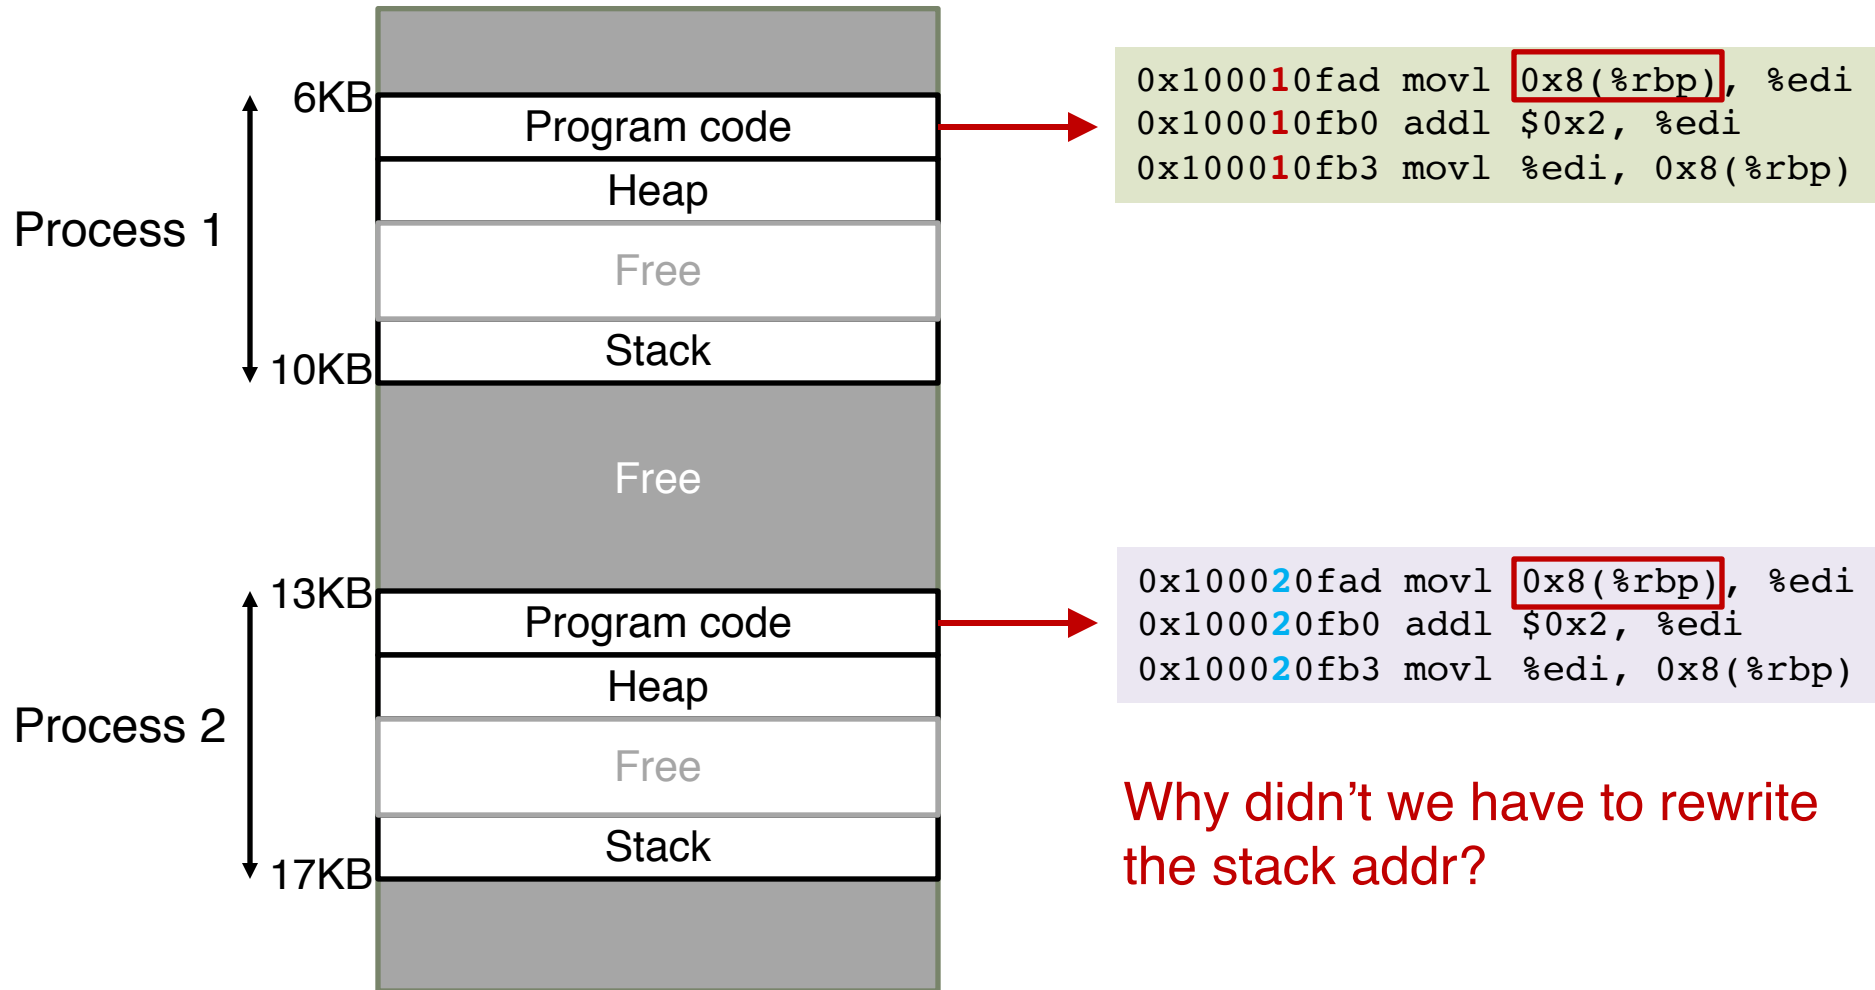 6KB
Program code
Heap
Free
Stack
10KB
Process 1
0x100010fad movl 0x8(%rbp), %edi
0x100010fb0 addl $0x2, %edi
0x100010fb3 movl %edi, 0x8(%rbp)
Free
13KB
Program code
Heap
Free
Stack
17KB
Process 2
0x100020fad movl 0x8(%rbp), %edi
0x100020fb0 addl $0x2, %edi
0x100020fb3 movl %edi, 0x8(%rbp)
Why didn’t we have to rewrite
the stack addr?